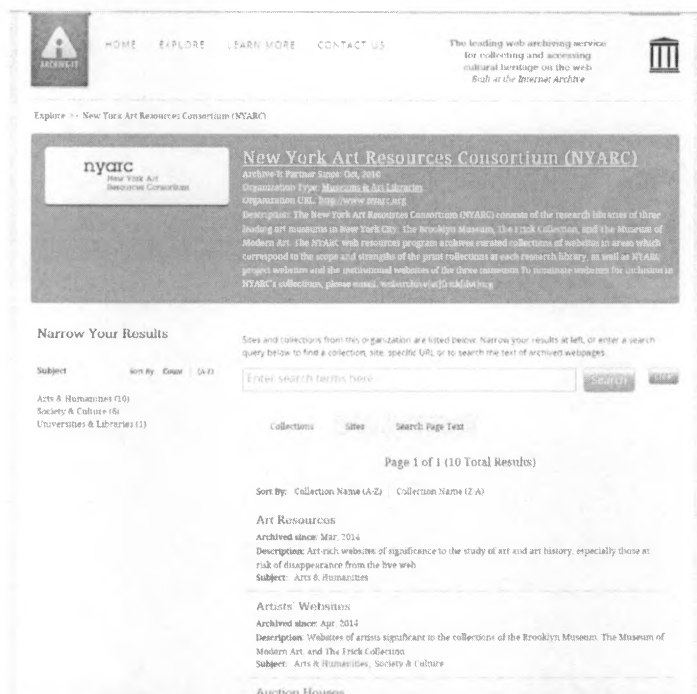 HOME EXPLORE LEARN MORE CONTACT US
The leading web archiving service
for collecting and accessing
cultural heritage on the web
Built at the Internet Archive
ARCHIVE-IT
Explore >> New York Art Resources Consortium (NYARC)
nyarc
New York Art
Resources Consortium
New York Art Resources Consortium (NYARC)
Archive-It Partner Since: Oct, 2010
Organization Type: Museums & Art Libraries
Organization URL: http://www.nyarc.org
Description: The New York Art Resources Consortium (NYARC) consists of the research libraries of three
leading art museums in New York City: The Brooklyn Museum, The Frick Collection, and The Museum of
Modern Art. The NYARC web resources program archives curated collections of websites in areas which
correspond to the scope and strengths of the print collections at each research library, as well as NYARC
project websites and the institutional websites of the three museums To nominate websites for inclusion in
NYARC's collections, please email, webarchive[at]frick[dot]org
Narrow Your Results
Subject Sort By: Count | (A-Z)
Arts & Humanities (10)
Society & Culture (6)
Universities & Libraries (1)
Sites and collections from this organization are listed below. Narrow your results at left, or enter a search
query below to find a collection, site, specific URL or to search the text of archived webpages.
Enter search terms here Search
Collections Sites Search Page Text
Page 1 of 1 (10 Total Results)
Sort By: Collection Name (A-Z) | Collection Name (Z-A)
Art Resources
Archived since: Mar, 2014
Description: Art-rich websites of significance to the study of art and art history, especially those at
risk of disappearance from the live web
Subject: Arts & Humanities
Artists' Websites
Archived since: Apr, 2014
Description: Websites of artists significant to the collections of the Brooklyn Museum, The Museum of
Modern Art, and The Frick Collection
Subject: Arts & Humanities, Society & Culture
Auction Houses